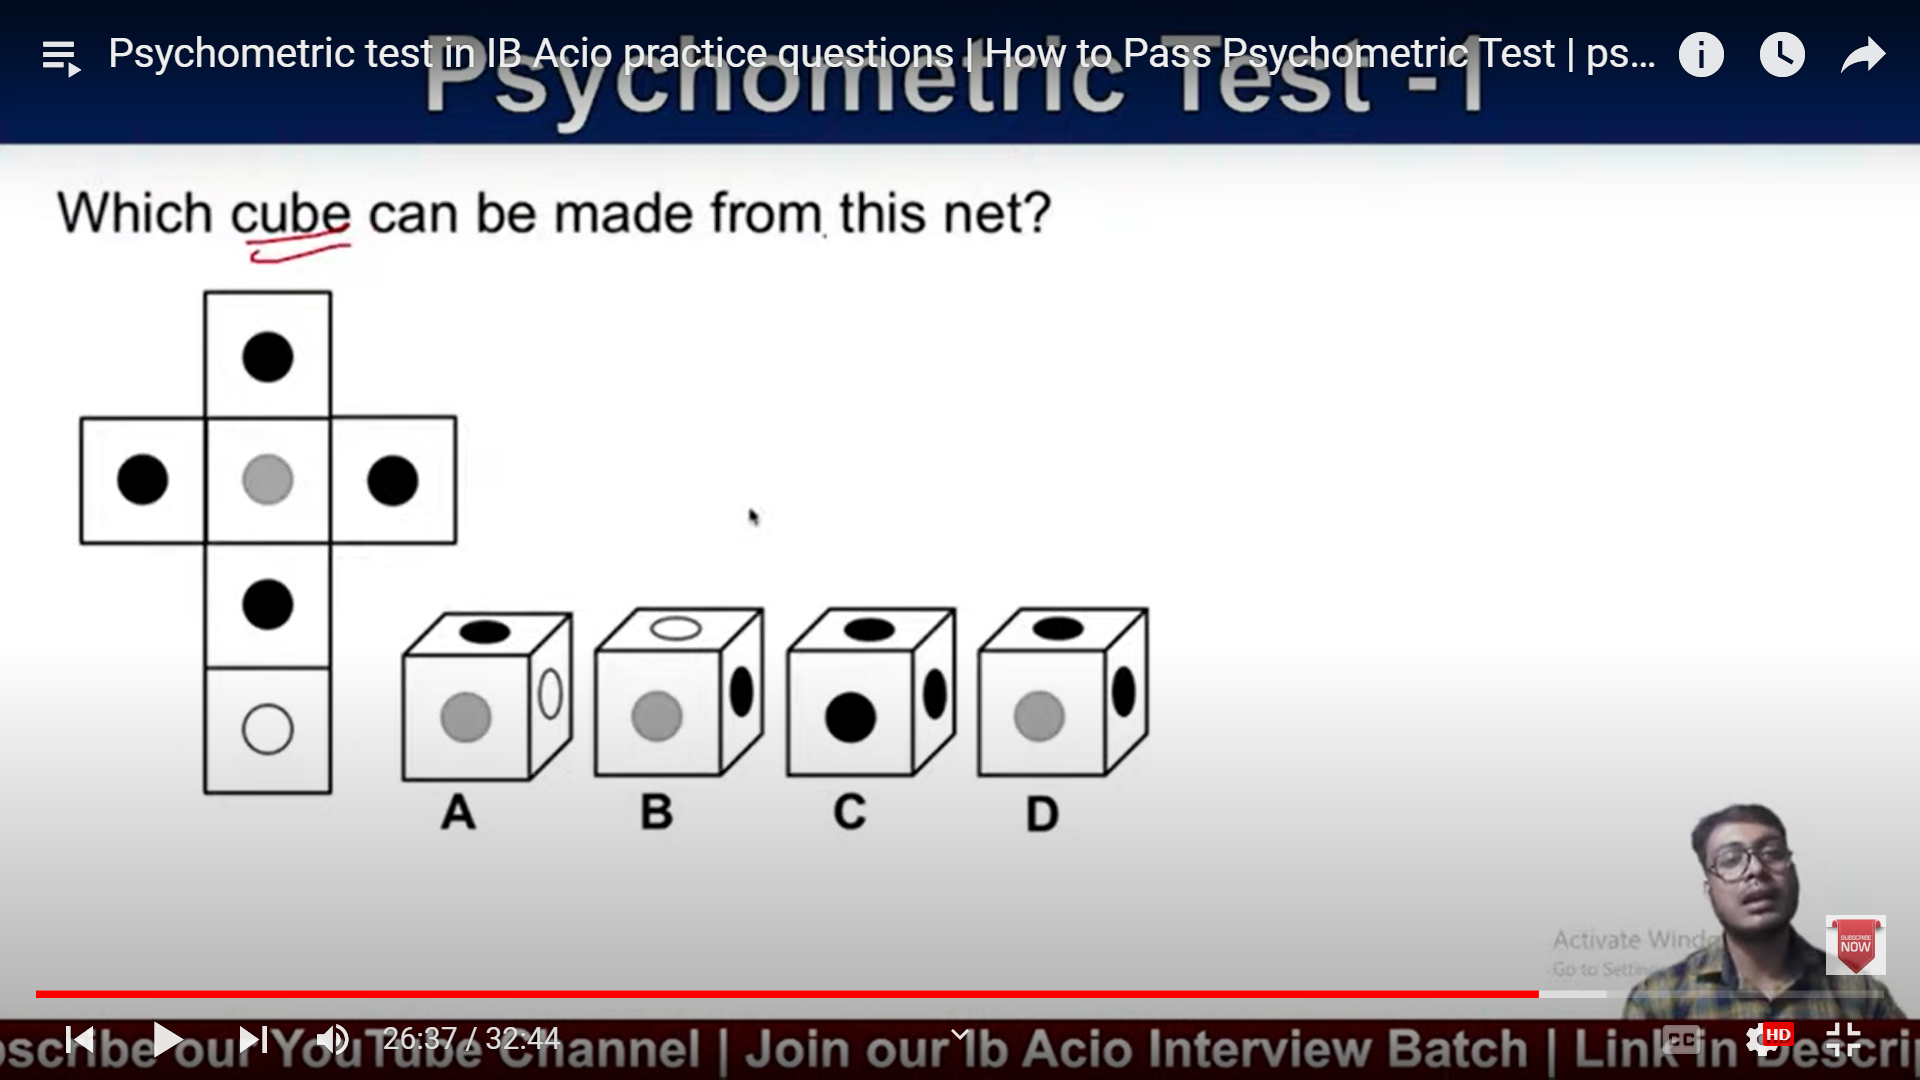 Psychometric test in IB Acio practice questions | How to Pass Psychometric Test | ps...
Psychometric Test -1
Which cube can be made from this net?
A
B
C
D
Activate Windo
Go to Settin
SUBSCRIBE
NOW
26:37 / 32:44
scribe our YouTube Channel | Join our Ib Acio Interview Batch | Link in Descri
CC
HD